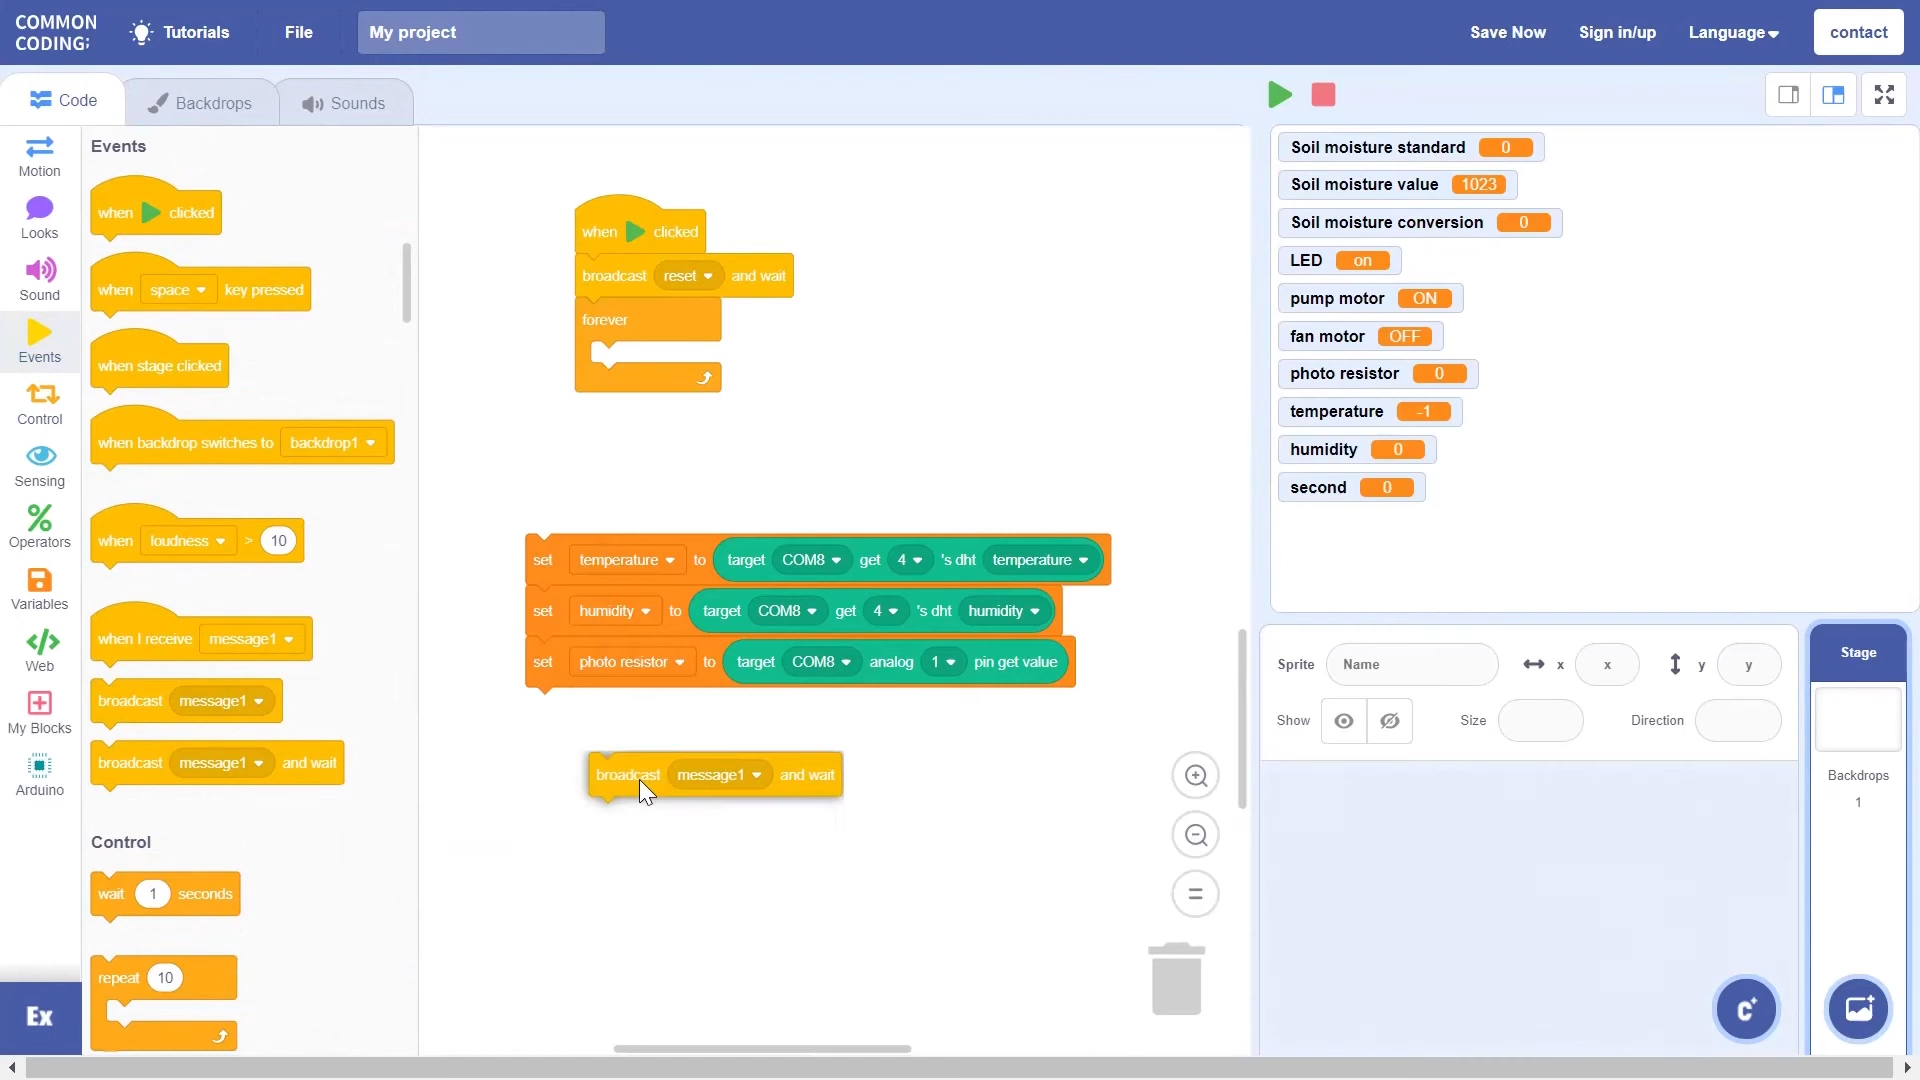 COMMON
CODING;
Tutorials
File
My project
Save Now
Sign in/up
Language
contact
Code
Backdrops
Sounds
Motion
Looks
Sound
Events
Control
Sensing
Operators
Variables
Web
My Blocks
Arduino
Ex
Events
when clicked
when space key pressed
when stage clicked
when backdrop switches to backdrop1
when loudness > 10
when I receive message1
broadcast message1
broadcast message1 and wait
Control
wait 1 seconds
repeat 10
when clicked
broadcast reset and wait
forever
set temperature to target COM8 get 4 's dht temperature
set humidity to target COM8 get 4 's dht humidity
set photo resistor to target COM8 analog 1 pin get value
broadcast message1 and wait
Soil moisture standard 0
Soil moisture value 1023
Soil moisture conversion 0
LED on
pump motor ON
fan motor OFF
photo resistor 0
temperature -1
humidity 0
second 0
Sprite Name x x y y
Show Size Direction
Stage
Backdrops
1